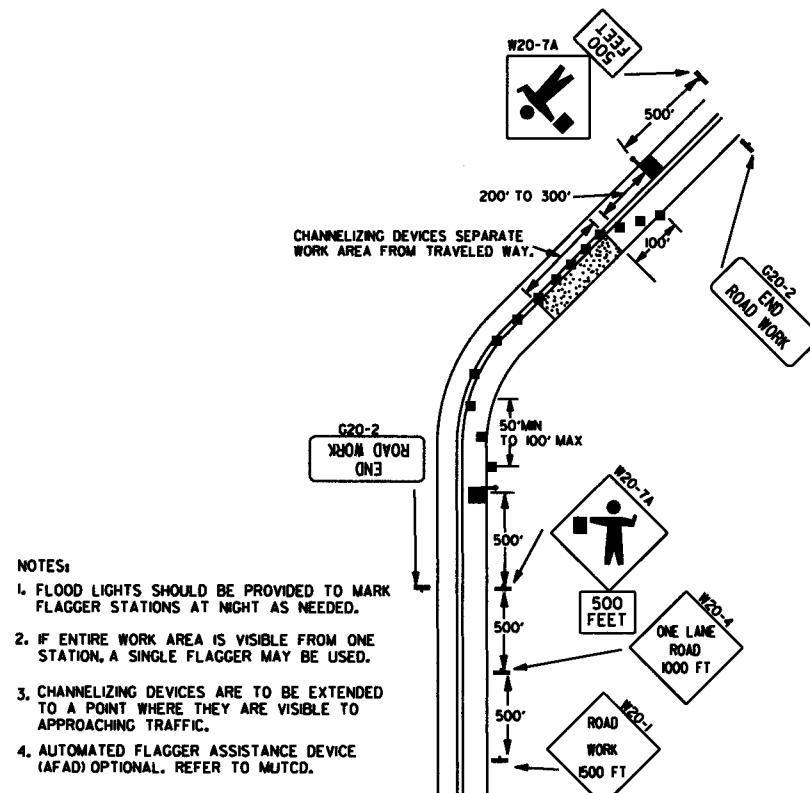 W20-7A
500
FEET
500'
200' TO 300'
CHANNELIZING DEVICES SEPARATE
WORK AREA FROM TRAVELED WAY.
100'
G20-2
END
ROAD WORK
G20-2
END
ROAD WORK
50'MIN
TO 100' MAX
W20-7A
500'
500
FEET
500'
W20-4
ONE LANE
ROAD
1000 FT
500'
W20-1
ROAD
WORK
1500 FT
NOTES:
1. FLOOD LIGHTS SHOULD BE PROVIDED TO MARK
FLAGGER STATIONS AT NIGHT AS NEEDED.
2. IF ENTIRE WORK AREA IS VISIBLE FROM ONE
STATION, A SINGLE FLAGGER MAY BE USED.
3. CHANNELIZING DEVICES ARE TO BE EXTENDED
TO A POINT WHERE THEY ARE VISIBLE TO
APPROACHING TRAFFIC.
4. AUTOMATED FLAGGER ASSISTANCE DEVICE
(AFAD) OPTIONAL. REFER TO MUTCD.